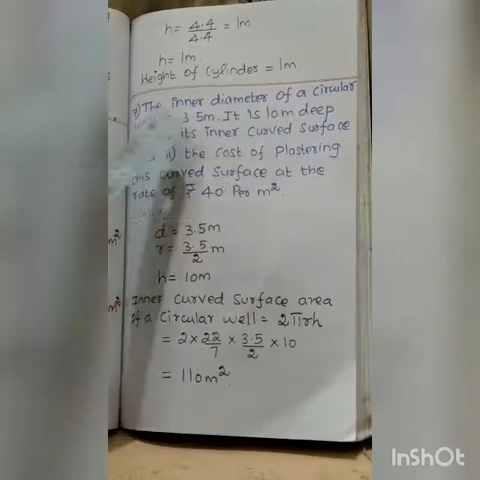 h = 4.4/4.4 = 1m
h = 1m.
Height of cylinder = 1m.
7) The inner diameter of a circular
3.5m. It is 10m deep
its inner curved surface
ii) the cost of plastering
this curved surface at the
rate of ₹ 40 Per m²
d = 3.5m
r = 3.5/2 m
h = 10m
Inner curved surface area
of a circular well = 2πrh
= 2 × 22/7 × 3.5/2 × 10
= 110m².
m²
m²
InShOt